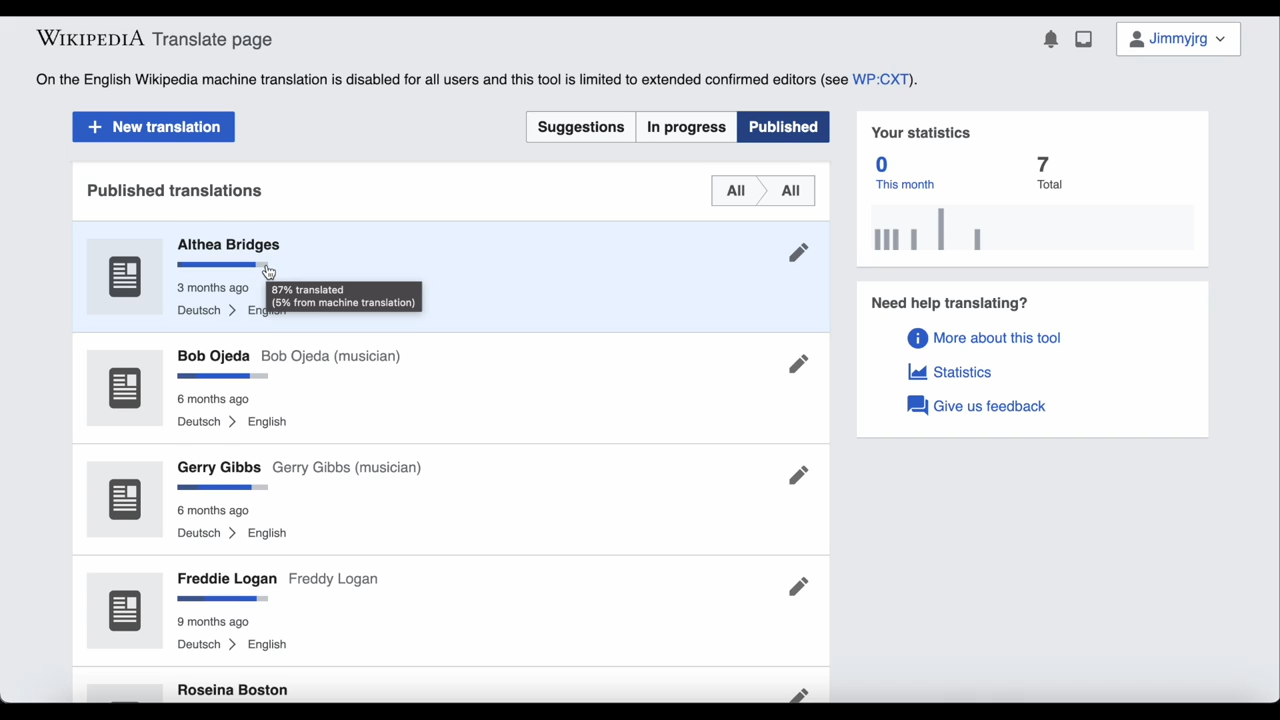 WIKIPEDIA Translate page
Jimmyjrg
On the English Wikipedia machine translation is disabled for all users and this tool is limited to extended confirmed editors (see WP:CXT).
+ New translation
Suggestions In progress Published
Published translations
All All
Althea Bridges
87% translated
3 months ago
(5% from machine translation)
Deutsch > English
Bob Ojeda Bob Ojeda (musician)
6 months ago
Deutsch > English
Gerry Gibbs Gerry Gibbs (musician)
6 months ago
Deutsch > English
Freddie Logan Freddy Logan
9 months ago
Deutsch > English
Roseina Boston
Your statistics
0 7
This month Total
Need help translating?
More about this tool
Statistics
Give us feedback